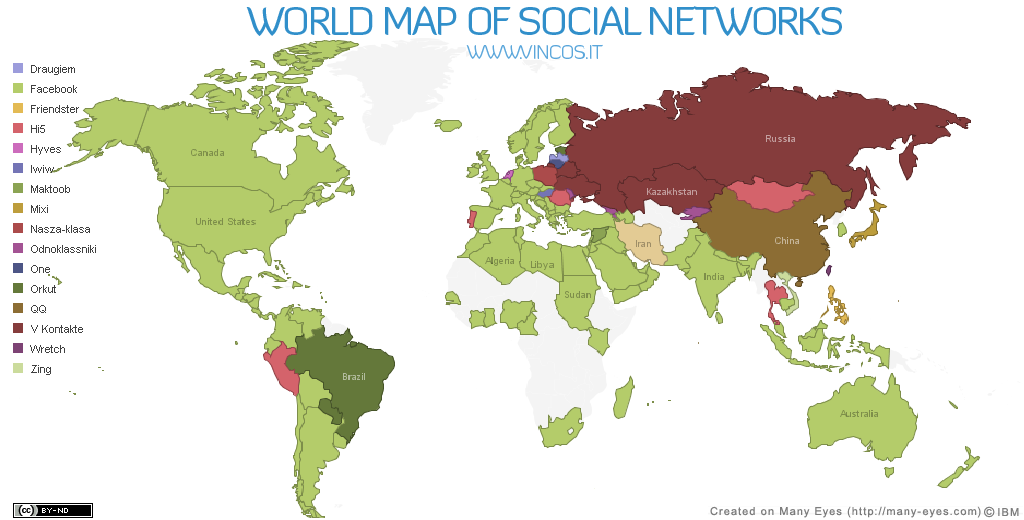 WORLD MAP OF SOCIAL NETWORKS
WWW.VINCOS.IT
Draugiem
Facebook
Friendster
Hi5
Hyves
Iwiw
Maktoob
Mixi
Nasza-klasa
Odnoklassniki
One
Orkut
QQ
V Kontakte
Wretch
Zing
Canada
United States
Brazil
Russia
Kazakhstan
China
Iran
India
Algeria
Libya
Sudan
Australia
cc BY-ND
Created on Many Eyes (http://many-eyes.com) © IBM